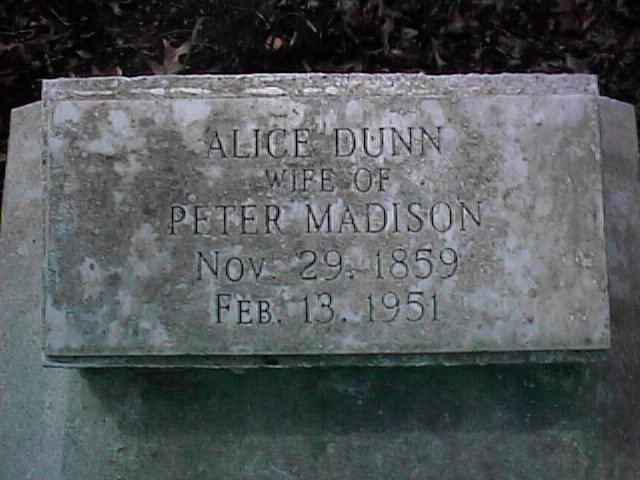 ALICE DUNN
WIFE OF
PETER MADISON
NOV. 29. 1859
FEB. 13. 1951